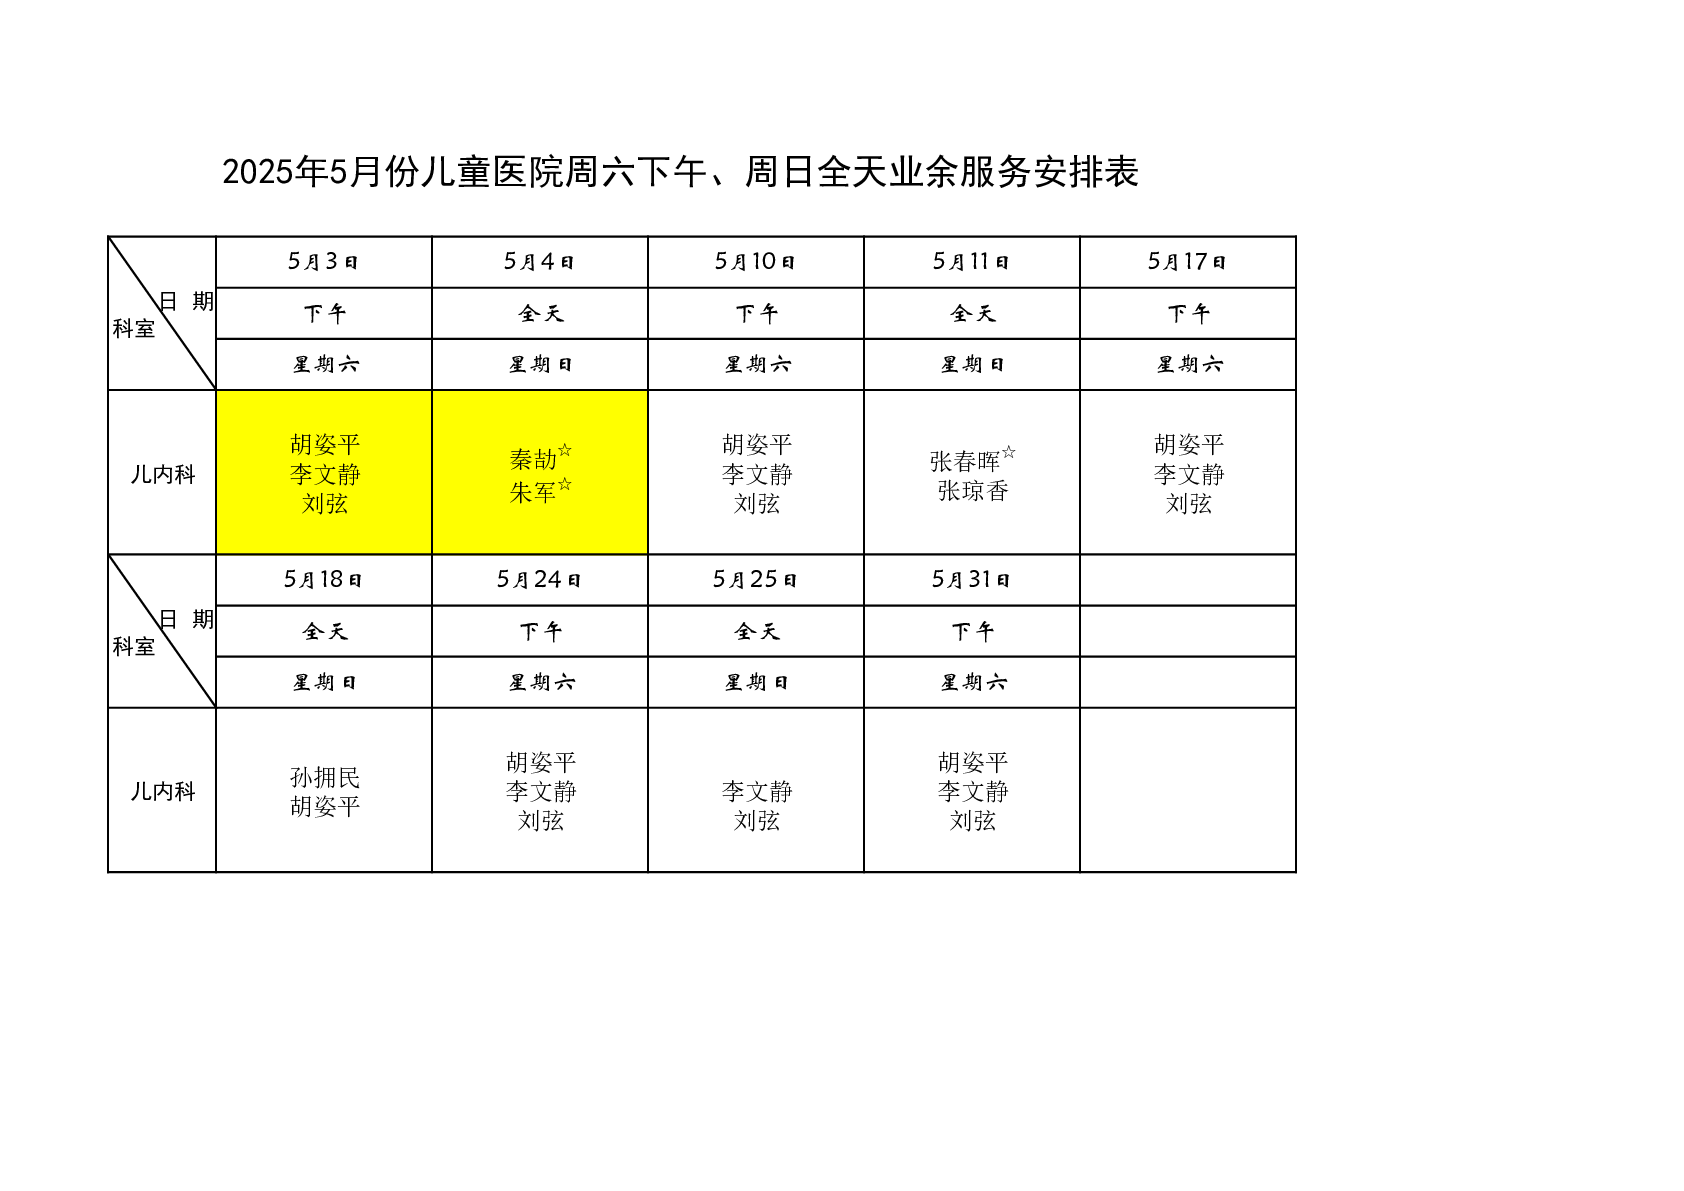 2025年5月份儿童医院周六下午、周日全天业余服务安排表
日 期
科室
5月3日 5月4日 5月10日 5月11日 5月17日
下午 全天 下午 全天 下午
星期六 星期日 星期六 星期日 星期六
儿内科
胡姿平
李文静
刘弦
秦劼☆
朱军☆
胡姿平
李文静
刘弦
张春晖☆
张琼香
胡姿平
李文静
刘弦
日 期
科室
5月18日 5月24日 5月25日 5月31日
全天 下午 全天 下午
星期日 星期六 星期日 星期六
儿内科
孙拥民
胡姿平
胡姿平
李文静
刘弦
李文静
刘弦
胡姿平
李文静
刘弦